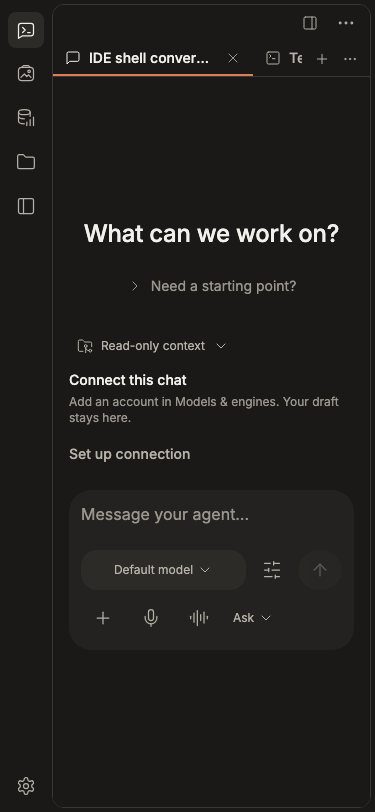 IDE shell conver...
Te
What can we work on?
Need a starting point?
Read-only context
Connect this chat
Add an account in Models & engines. Your draft
stays here.
Set up connection
Message your agent...
Default model
Ask